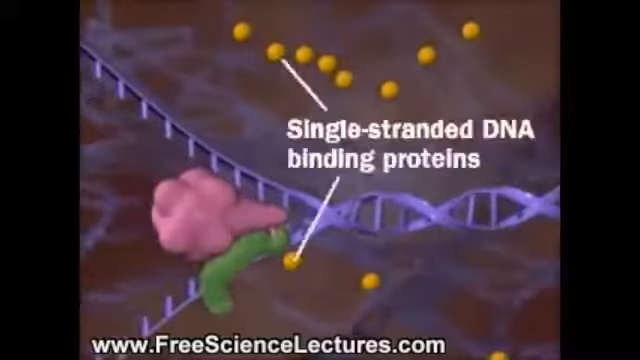 Single-stranded DNA
binding proteins
www.FreeScienceLectures.com